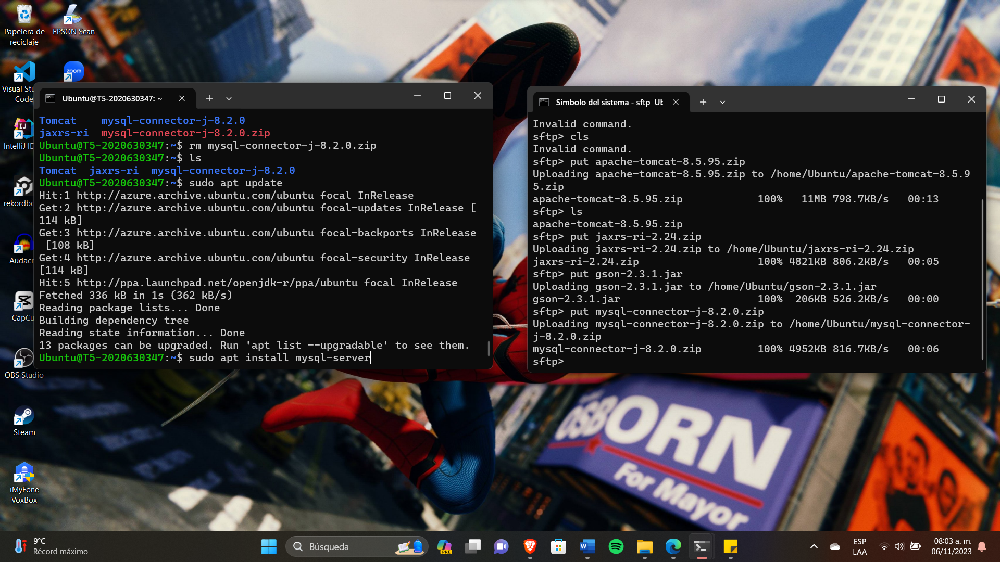 Papelera de
reciclaje
EPSON Scan
Visual Stu
Code
zoom
IntelliJ ID
rekordbo
Audaci
CapCu
OBS Studio
Steam
iMyFone
VoxBox
Ubuntu@T5-2020630347: ~
Tomcat    mysql-connector-j-8.2.0
jaxrs-ri  mysql-connector-j-8.2.0.zip
Ubuntu@T5-2020630347:~$ rm mysql-connector-j-8.2.0.zip
Ubuntu@T5-2020630347:~$ ls
Tomcat  jaxrs-ri  mysql-connector-j-8.2.0
Ubuntu@T5-2020630347:~$ sudo apt update
Hit:1 http://azure.archive.ubuntu.com/ubuntu focal InRelease
Get:2 http://azure.archive.ubuntu.com/ubuntu focal-updates InRelease [
114 kB]
Get:3 http://azure.archive.ubuntu.com/ubuntu focal-backports InRelease
 [108 kB]
Get:4 http://azure.archive.ubuntu.com/ubuntu focal-security InRelease
[114 kB]
Hit:5 http://ppa.launchpad.net/openjdk-r/ppa/ubuntu focal InRelease
Fetched 336 kB in 1s (362 kB/s)
Reading package lists... Done
Building dependency tree
Reading state information... Done
13 packages can be upgraded. Run 'apt list --upgradable' to see them.
Ubuntu@T5-2020630347:~$ sudo apt install mysql-server
Símbolo del sistema - sftp Ub
Invalid command.
sftp> cls
Invalid command.
sftp> put apache-tomcat-8.5.95.zip
Uploading apache-tomcat-8.5.95.zip to /home/Ubuntu/apache-tomcat-8.5.9
5.zip
apache-tomcat-8.5.95.zip            100%   11MB 798.7KB/s   00:13
sftp> ls
apache-tomcat-8.5.95.zip
sftp> put jaxrs-ri-2.24.zip
Uploading jaxrs-ri-2.24.zip to /home/Ubuntu/jaxrs-ri-2.24.zip
jaxrs-ri-2.24.zip                   100% 4821KB 806.2KB/s   00:05
sftp> put gson-2.3.1.jar
Uploading gson-2.3.1.jar to /home/Ubuntu/gson-2.3.1.jar
gson-2.3.1.jar                      100%  206KB 526.2KB/s   00:00
sftp> put mysql-connector-j-8.2.0.zip
Uploading mysql-connector-j-8.2.0.zip to /home/Ubuntu/mysql-connector-
j-8.2.0.zip
mysql-connector-j-8.2.0.zip         100% 4952KB 816.7KB/s   00:06
sftp>
OSBORN
For Mayor
9°C
Récord máximo
Búsqueda
PRE
ESP
LAA
08:03 a. m.
06/11/2023